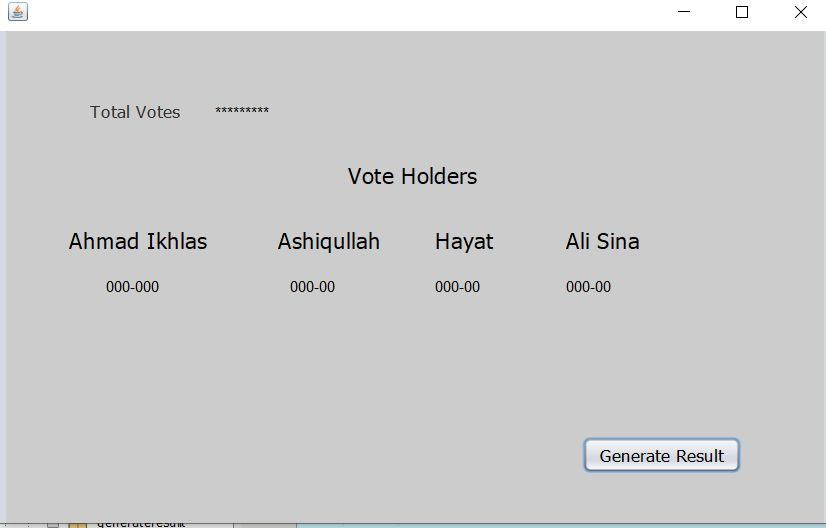 Total Votes *********
Vote Holders
Ahmad Ikhlas Ashiqullah Hayat Ali Sina
000-000 000-00 000-00 000-00
Generate Result
generateresult